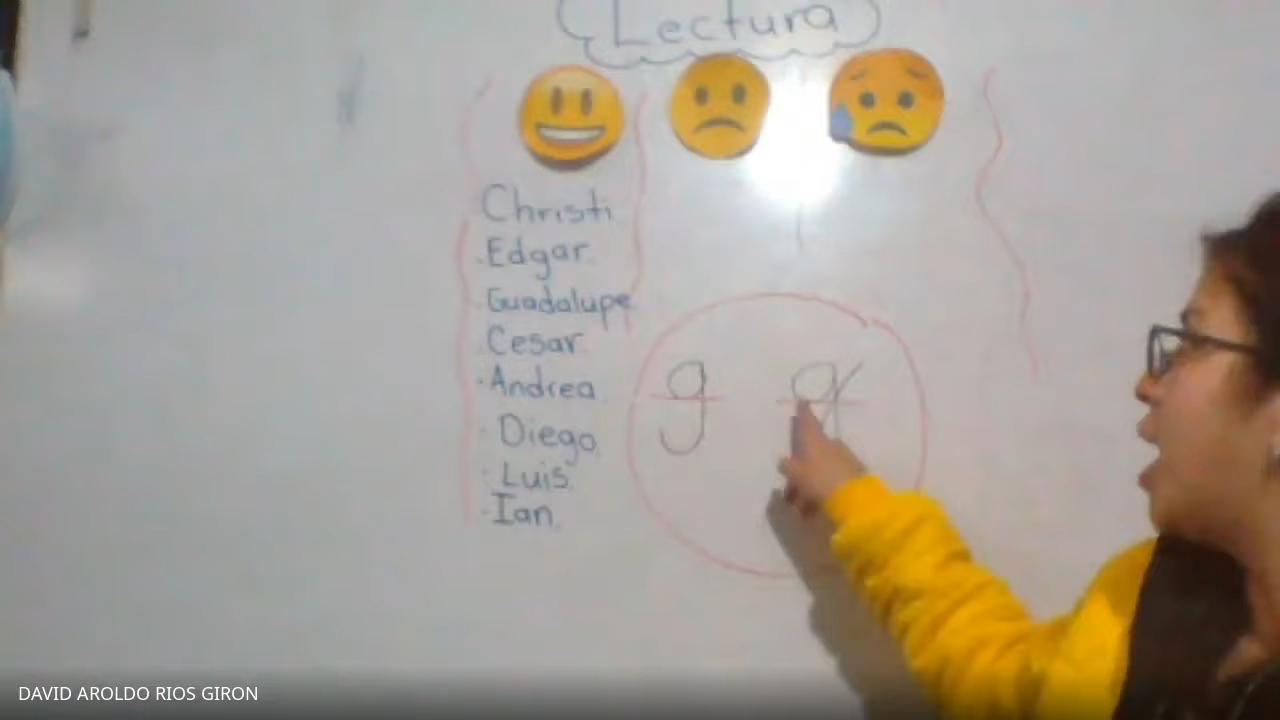 Lectura
Christi
Edgar
Guadalupe
Cesar
Andrea
Diego
Luis
Ian
g
DAVID AROLDO RIOS GIRON